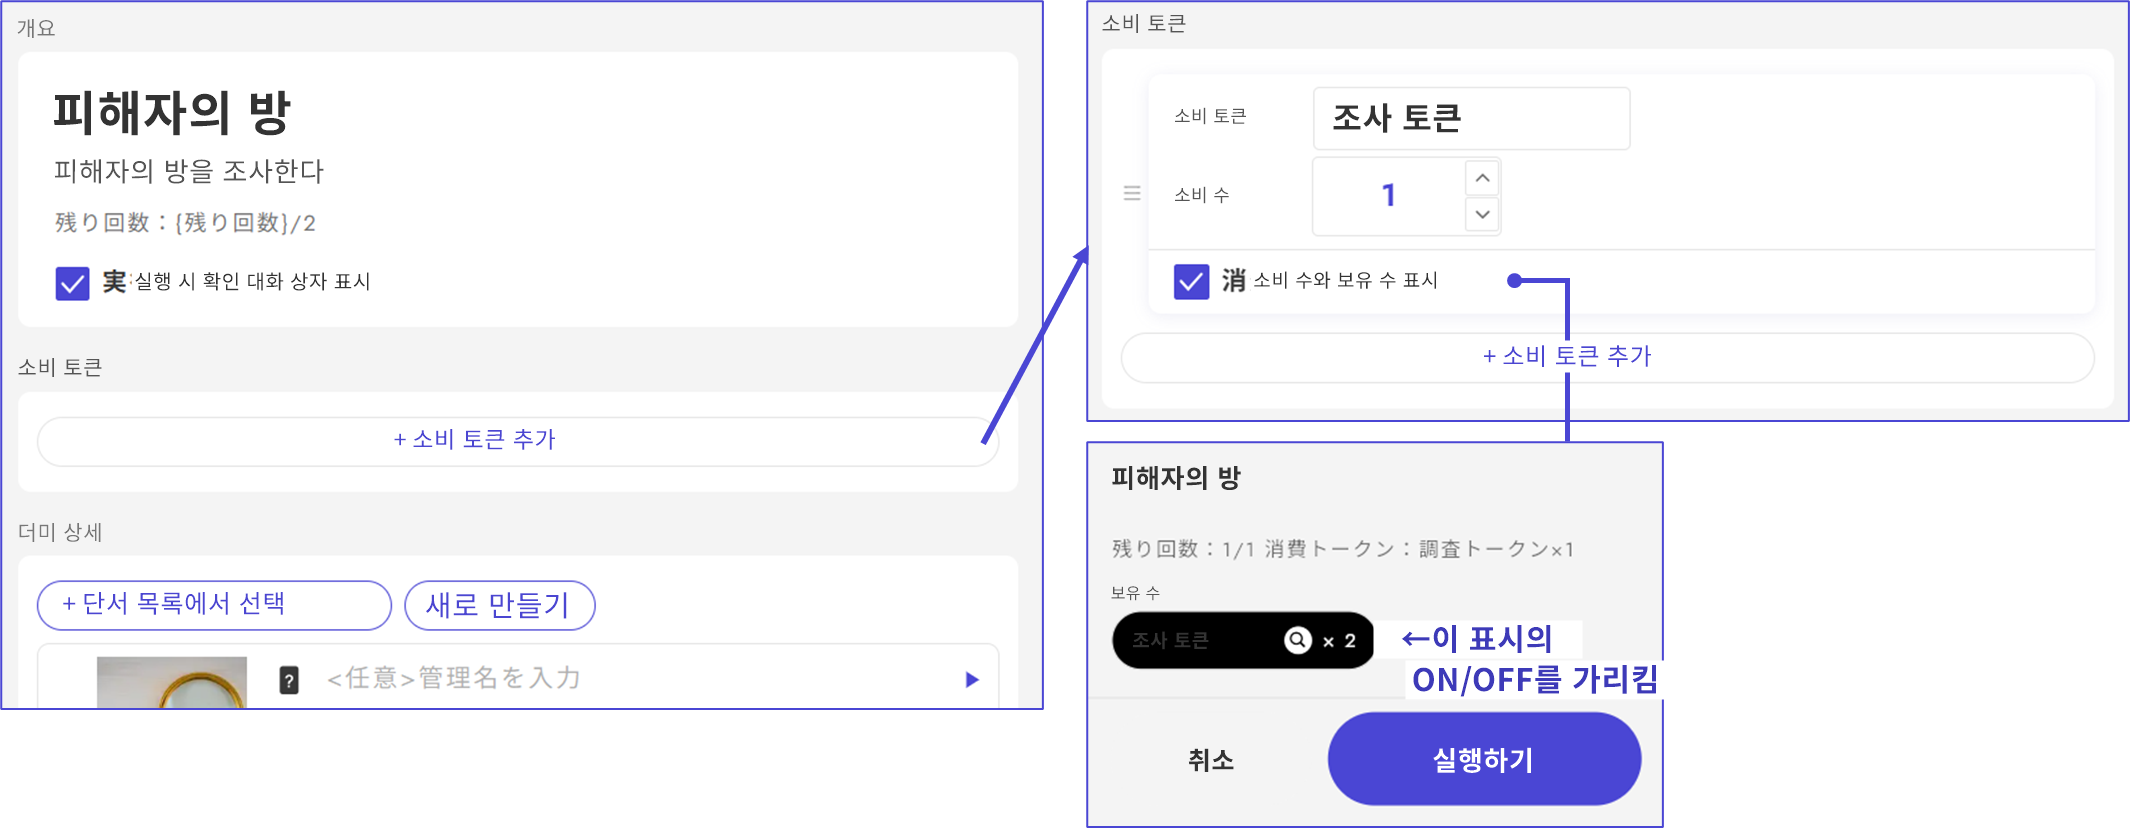 개요
피해자의 방
피해자의 방을 조사한다
残り回数：{残り回数}/2
実 실행 시 확인 대화 상자 표시
소비 토큰
+ 소비 토큰 추가
더미 상세
+ 단서 목록에서 선택
새로 만들기
? <任意>管理名を入力
소비 토큰
소비 토큰 조사 토큰
소비 수 1
消 소비 수와 보유 수 표시
+ 소비 토큰 추가
피해자의 방
残り回数：1/1 消費トークン：調査トークン×1
보유 수
조사 토큰 × 2
←이 표시의
ON/OFF를 가리킴
취소
실행하기